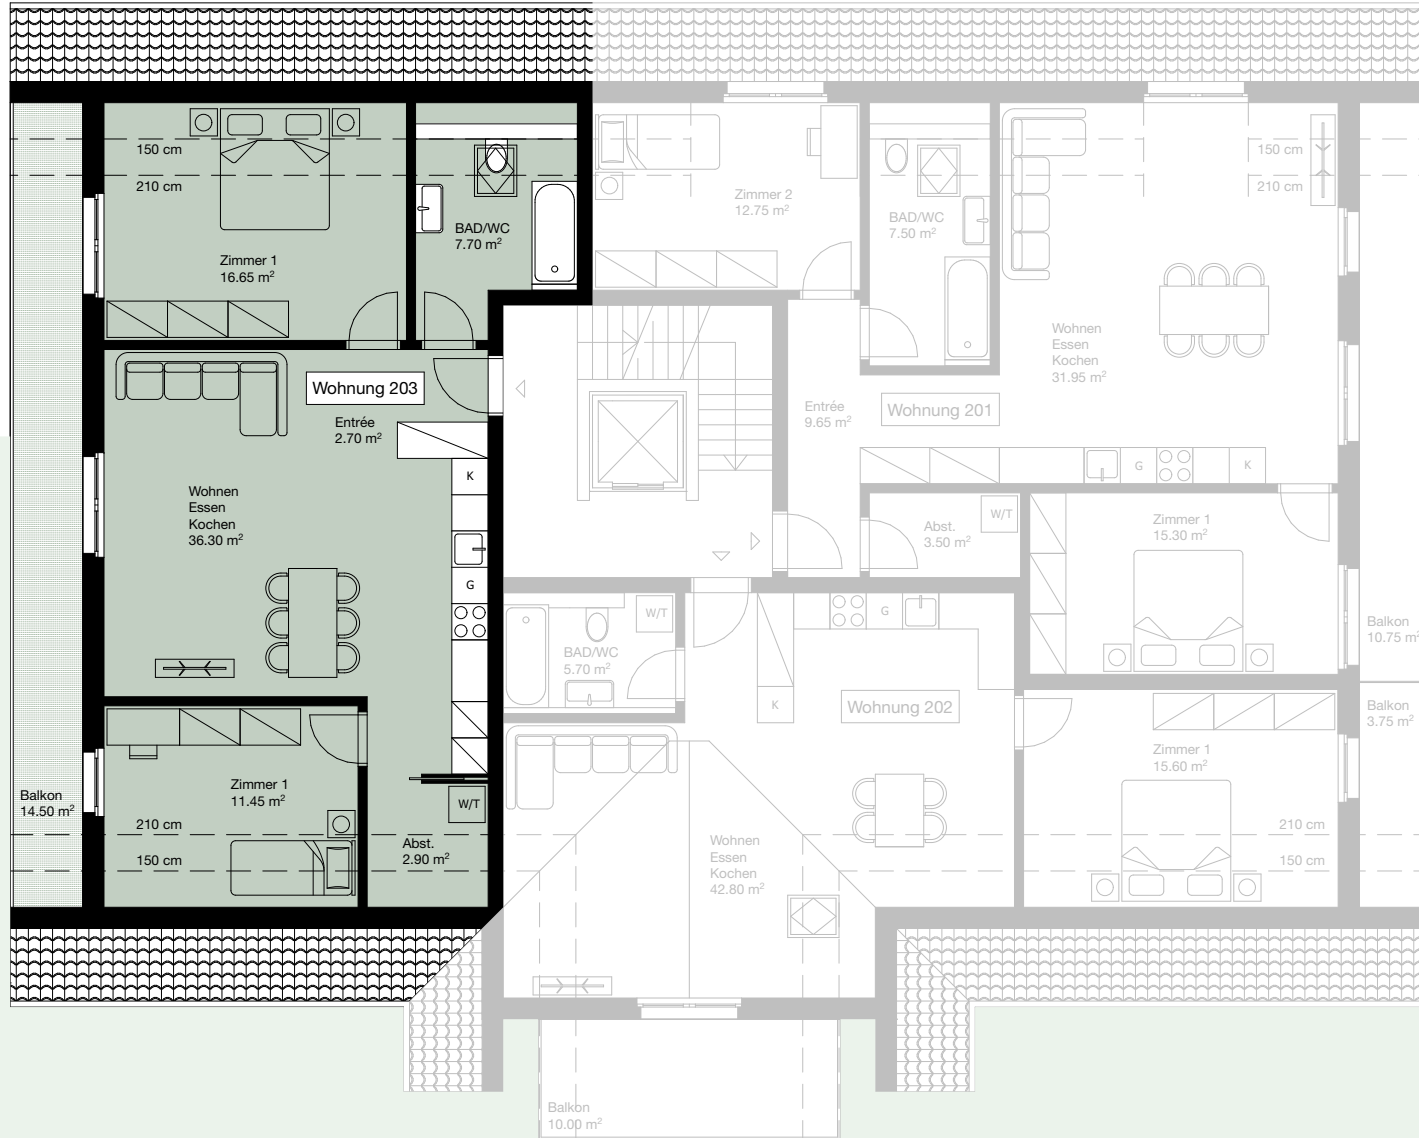 150 cm
210 cm
Zimmer 1
16.65 m²
BAD/WC
7.70 m²
Wohnung 203
Entrée
2.70 m²
K
G
Wohnen
Essen
Kochen
36.30 m²
Zimmer 1
11.45 m²
210 cm
150 cm
Balkon
14.50 m²
W/T
Abst.
2.90 m²
Zimmer 2
12.75 m²
BAD/WC
7.50 m²
150 cm
210 cm
Wohnen
Essen
Kochen
31.95 m²
Entrée
9.65 m²
Wohnung 201
G
K
Abst.
3.50 m²
W/T
Zimmer 1
15.30 m²
Balkon
10.75 m²
BAD/WC
5.70 m²
W/T
G
K
Wohnung 202
Balkon
3.75 m²
Zimmer 1
15.60 m²
210 cm
150 cm
Wohnen
Essen
Kochen
42.80 m²
Balkon
10.00 m²